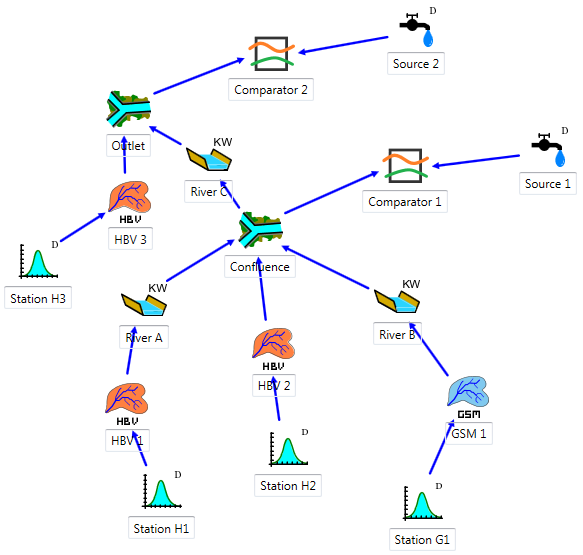 D
Source 2
Comparator 2
Outlet
D
KW
Source 1
River C
Comparator 1
HBV
HBV 3
D
Confluence
Station H3
KW
KW
River A
River B
HBV
HBV 2
HBV
GSM
HBV 1
GSM 1
D
Station H2
D
D
Station H1
Station G1